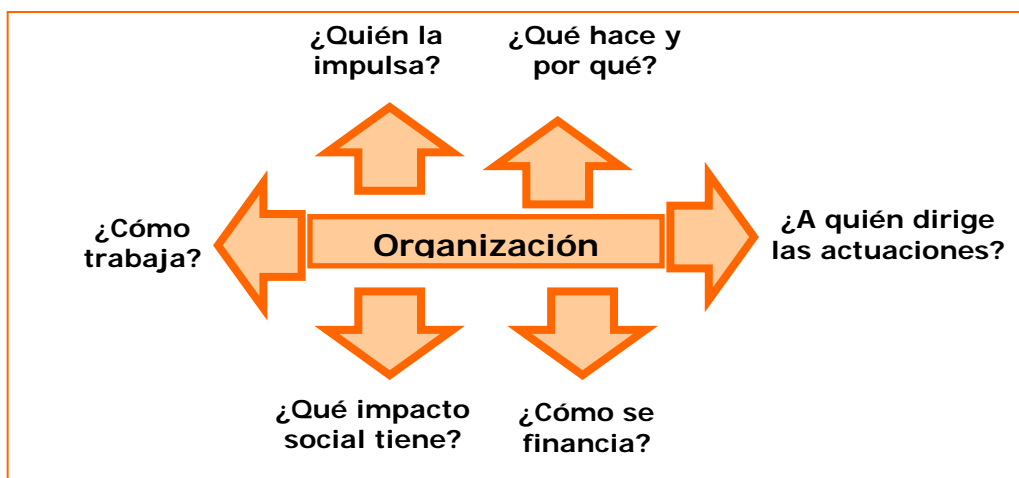 ¿Quién la
impulsa?
¿Qué hace y
por qué?
¿Cómo
trabaja?
Organización
¿A quién dirige
las actuaciones?
¿Qué impacto
social tiene?
¿Cómo se
financia?